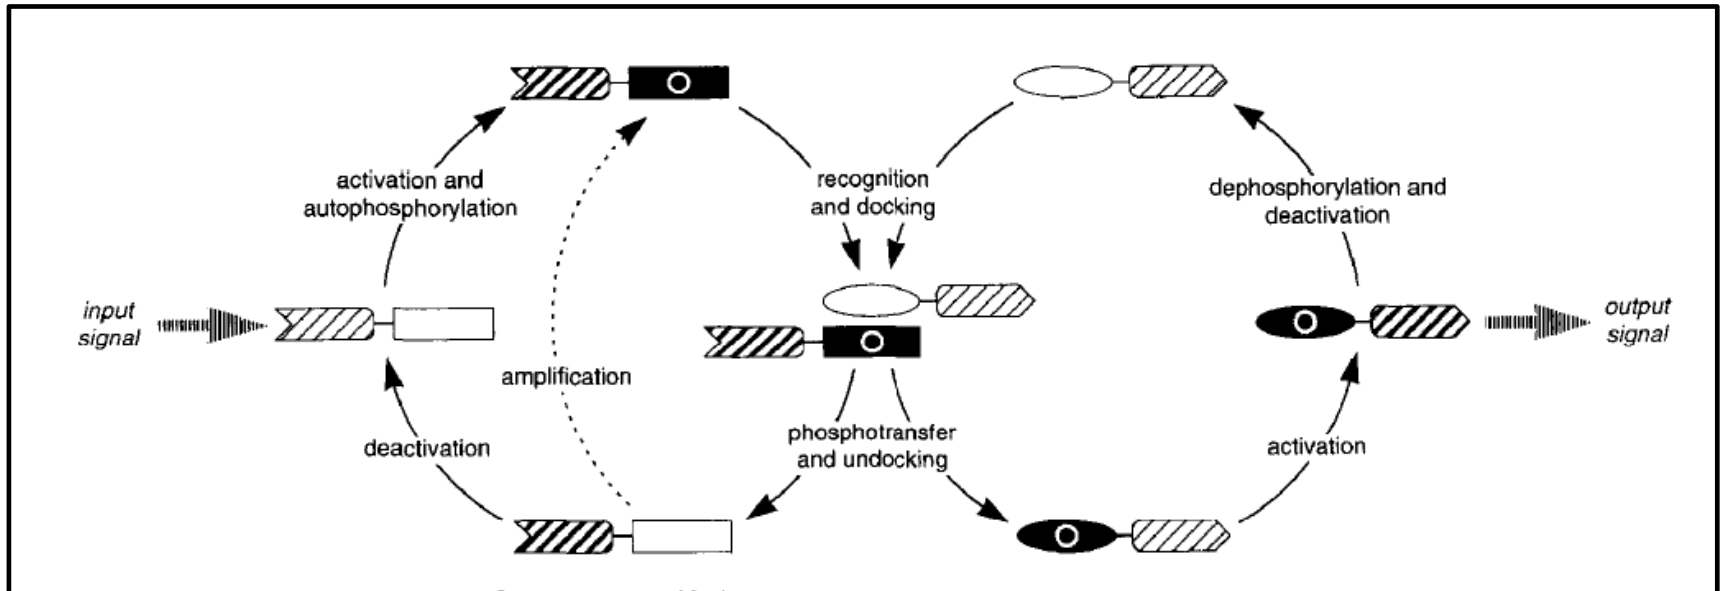 activation and
autophosphorylation
recognition
and docking
dephosphorylation and
deactivation
input
signal
output
signal
amplification
deactivation
phosphotransfer
and undocking
activation